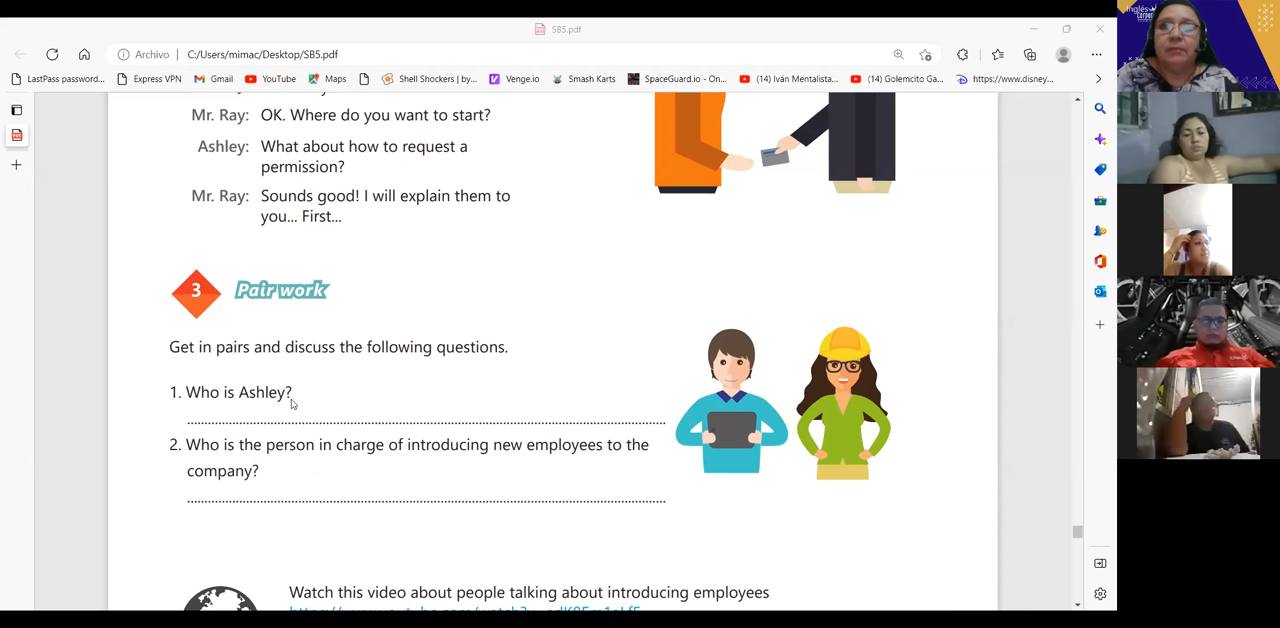 SB5.pdf
Archivo C:/Users/mimac/Desktop/SB5.pdf
LastPass password... Express VPN Gmail YouTube Maps Shell Shockers | by... Venge.io Smash Karts SpaceGuard.io - On... (14) Iván Mentalista... (14) Golemcito Ga... https://www.disney...
Mr. Ray: OK. Where do you want to start?
Ashley: What about how to request a
permission?
Mr. Ray: Sounds good! I will explain them to
you... First...
3 Pair work
Get in pairs and discuss the following questions.
1. Who is Ashley?
2. Who is the person in charge of introducing new employees to the
company?
Watch this video about people talking about introducing employees
Inglés